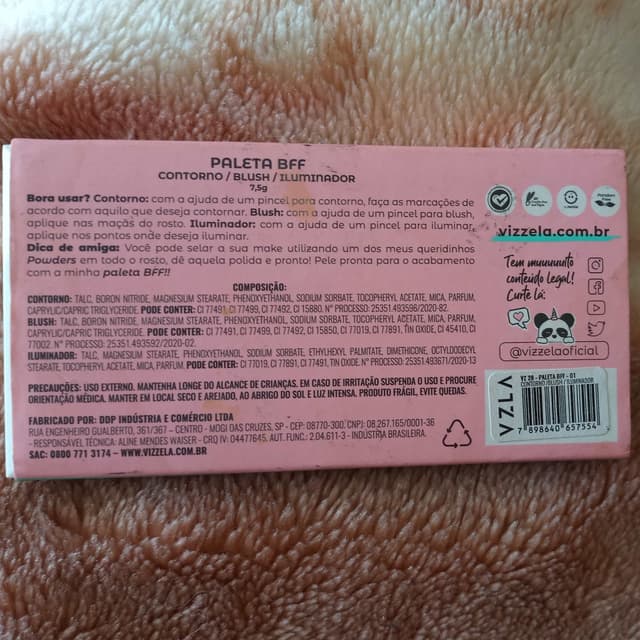 PALETA BFF
CONTORNO / BLUSH / ILUMINADOR
7,5g
Bora usar? Contorno: com a ajuda de um pincel para contorno, faça as marcações de
acordo com aquilo que deseja contornar. Blush: com a ajuda de um pincel para blush,
aplique nas maçãs do rosto. Iluminador: com a ajuda de um pincel para iluminar,
aplique nos pontos onde deseja iluminar.
Dica de amiga: Você pode selar a sua make utilizando um dos meus queridinhos
Powders em todo o rosto, dê aquela polida e pronto! Pele pronta para o acabamento
com a minha paleta BFF!!
COMPOSIÇÃO:
CONTORNO: TALC, BORON NITRIDE, MAGNESIUM STEARATE, PHENOXYETHANOL, SODIUM SORBATE, TOCOPHERYL ACETATE, MICA, PARFUM,
CAPRYLIC/CAPRIC TRIGLYCERIDE. PODE CONTER: CI 77491, CI 77499, CI 77492, CI 15880. N° PROCESSO: 25351.493596/2020-82.
BLUSH: TALC, BORON NITRIDE, MAGNESIUM STEARATE, PHENOXYETHANOL, SODIUM SORBATE, TOCOPHERYL ACETATE, MICA, PARFUM,
CAPRYLIC/CAPRIC TRIGLYCERIDE. PODE CONTER: CI 77491, CI 77499, CI 77492, CI 15850, CI 77019, CI 77891, TIN OXIDE, CI 45410, CI
77002. N° PROCESSO: 25351.493592/2020-02.
ILUMINADOR: TALC, MAGNESIUM STEARATE, PHENOXYETHANOL, SODIUM SORBATE, ETHYLHEXYL PALMITATE, DIMETHICONE, OCTYLDODECYL
STEAROYL STEARATE, TOCOPHERYL ACETATE, PARFUM. PODE CONTER: CI 77019, CI 77891, CI 77491, TIN OXIDE. N° PROCESSO: 25351.493671/2020-13
PRECAUÇÕES: USO EXTERNO. MANTENHA LONGE DO ALCANCE DE CRIANÇAS. EM CASO DE IRRITAÇÃO SUSPENDA O USO E PROCURE
ORIENTAÇÃO MÉDICA. MANTER EM LOCAL SECO E LIMPO, AO ABRIGO DO SOL E LUZ INTENSA. PRODUTO FRÁGIL, EVITE QUEDAS.
FABRICADO POR: DDP INDÚSTRIA E COMÉRCIO LTDA
RUA ENGENHEIRO GUALBERTO, 361/367 – CENTRO - MOGI DAS CRUZES, SP - CEP: 08770-300. CNPJ: 08.267.165/0001-36
- RESPONSÁVEL TÉCNICA: ALINE MENDES WAISER - CRQ IV: 04477645. AUT. FUNC.: 2.04.611-3 - INDÚSTRIA BRASILEIRA.
SAC: 0800 771 3174 – WWW.VIZZELA.COM.BR
vizzela.com.br
Tem muuuuuito
conteúdo legal!
Curte lá:
@vizzelaoficial
VZLA
VZ 28 - PALETA BFF - 01
CONTORNO /BLUSH / ILUMINADOR
7 898640 657554